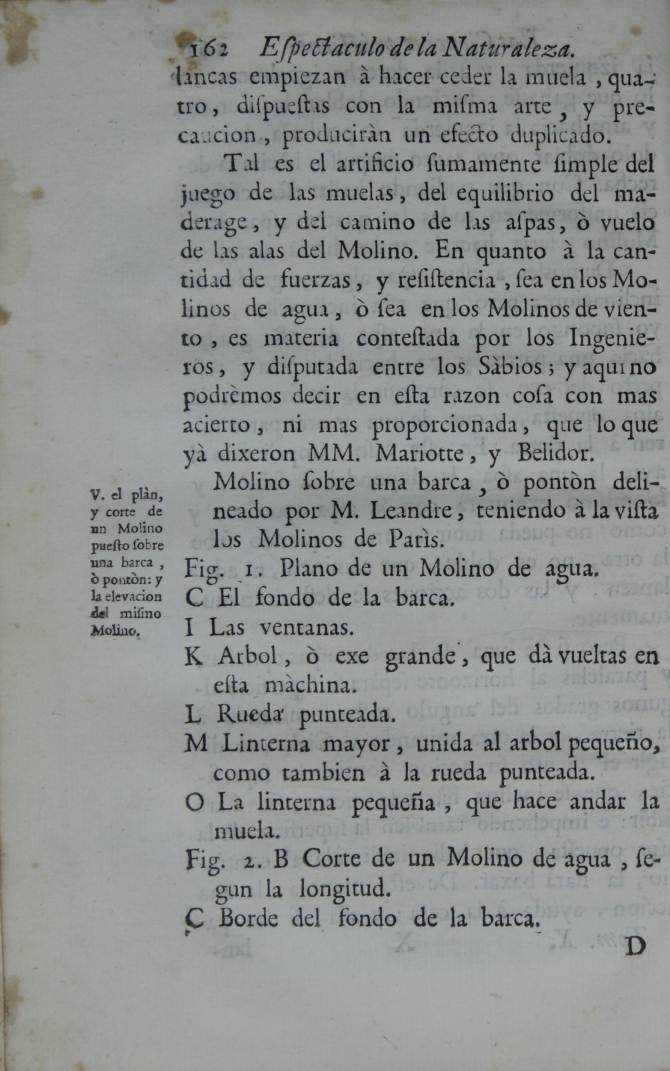 162 Eſpectaculo de la Naturaleza.
lancas empiezan à hacer ceder la muela , qua-
tro , diſpueſtas con la miſma arte , y pre-
caucion , produciràn un efecto duplicado.
Tal es el artificio ſumamente ſimple del
juego de las muelas , del equilibrio del ma-
derage , y del camino de las aſpas, ò vuelo
de las alas del Molino. En quanto à la can-
tidad de fuerzas , y reſiſtencia , ſea en los Mo-
linos de agua , ò ſea en los Molinos de vien-
to , es materia conteſtada por los Ingenie-
ros , y diſputada entre los Sàbios ; y aqui no
podrèmos decir en eſta razon coſa con mas
acierto , ni mas proporcionada , que lo que
yà dixeron MM. Mariotte , y Belidor.
V. el plàn,
y corte de
un Molino
pueſto ſobre
una barca ,
ò pontòn: y
la elevacion
del miſmo
Molino.
Molino ſobre una barca , ò pontòn deli-
neado por M. Leandre , teniendo à la viſta
los Molinos de Parìs.
Fig. 1. Plano de un Molino de agua.
C El fondo de la barca.
I Las ventanas.
K Arbol , ò exe grande , que dà vueltas en
eſta màchina.
L Rueda punteada.
M Linterna mayor , unida al arbol pequeño,
como tambien à la rueda punteada.
O La linterna pequeña , que hace andar la
muela.
Fig. 2. B Corte de un Molino de agua , ſe-
gun la longitud.
C Borde del fondo de la barca.
D